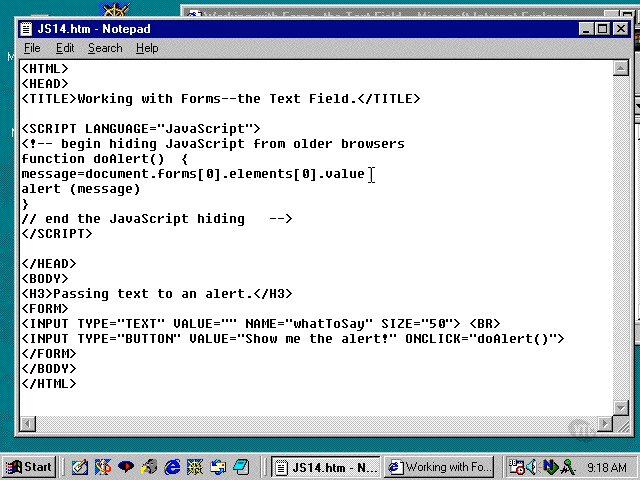 Working with Forms--the Text Field - Microsoft Internet Explorer
JS14.htm - Notepad
File Edit Search Help
<HTML>
<HEAD>
<TITLE>Working with Forms--the Text Field.</TITLE>
<SCRIPT LANGUAGE="JavaScript">
<!-- begin hiding JavaScript from older browsers
function doAlert()  {
message=document.forms[0].elements[0].value
alert (message)
}
// end the JavaScript hiding   -->
</SCRIPT>
</HEAD>
<BODY>
<H3>Passing text to an alert.</H3>
<FORM>
<INPUT TYPE="TEXT" VALUE="" NAME="whatToSay" SIZE="50"> <BR>
<INPUT TYPE="BUTTON" VALUE="Show me the alert!" ONCLICK="doAlert()">
</FORM>
</BODY>
</HTML>
Start JS14.htm - N... Working with Fo... 9:18 AM